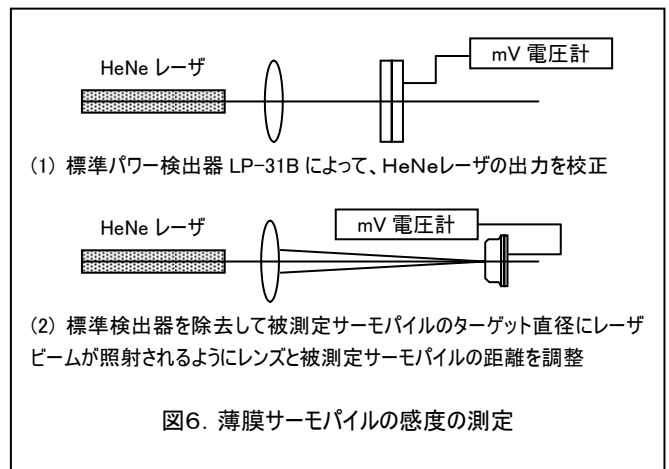 HeNe レーザ
mV 電圧計
(1) 標準パワー検出器 LP-31B によって、HeNeレーザの出力を校正
HeNe レーザ
mV 電圧計
(2) 標準検出器を除去して被測定サーモパイルのターゲット直径にレーザ
ビームが照射されるようにレンズと被測定サーモパイルの距離を調整
図6. 薄膜サーモパイルの感度の測定